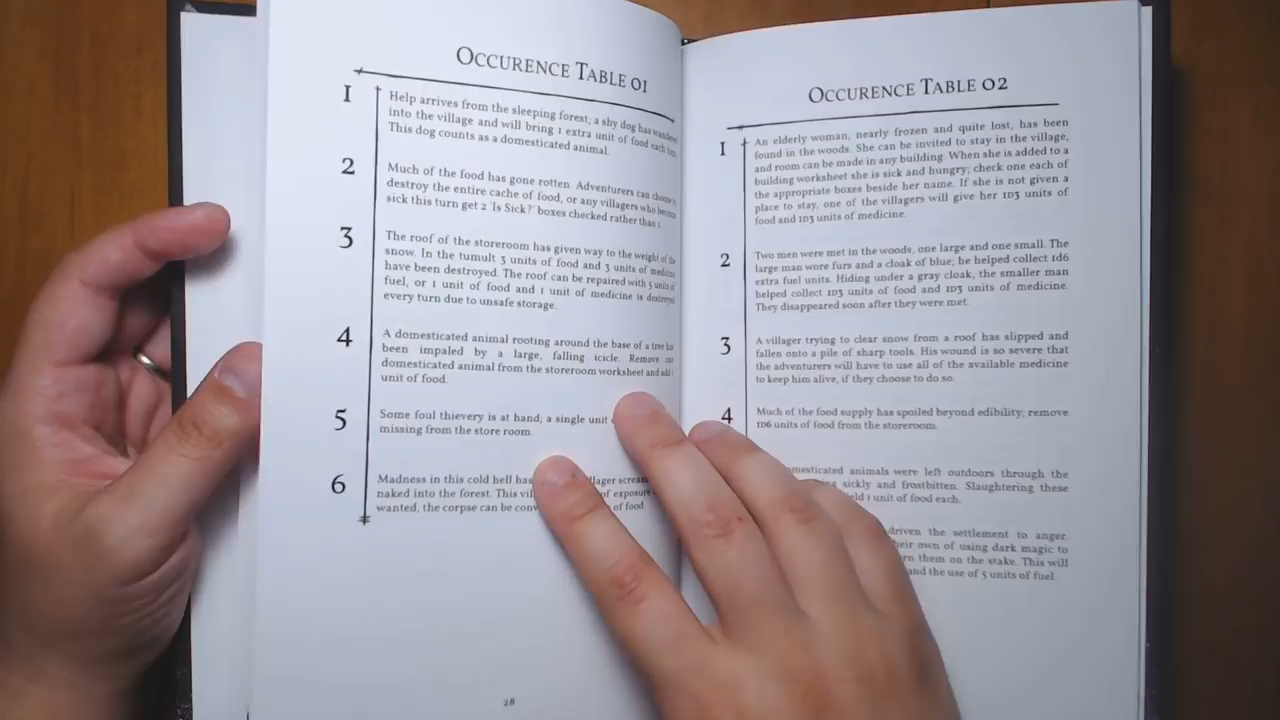 OCCURENCE TABLE 01
1
Help arrives from the sleeping forest; a shy dog has wandered
into the village and will bring 1 extra unit of food each turn.
This dog counts as a domesticated animal.
2
Much of the food has gone rotten. Adventurers can choose to
destroy the entire cache of food, or any villagers who become
sick this turn get 2 'Is Sick?' boxes checked rather than 1.
3
The roof of the storeroom has given way to the weight of the
snow. In the tumult 3 units of food and 3 units of medicine
have been destroyed. The roof can be repaired with 5 units of
fuel, or 1 unit of food and 1 unit of medicine is destroyed
every turn due to unsafe storage.
4
A domesticated animal rooting around the base of a tree has
been impaled by a large, falling icicle. Remove one
domesticated animal from the storeroom worksheet and add 1
unit of food.
5
Some foul thievery is at hand; a single unit
missing from the store room.
6
Madness in this cold hell has
naked into the forest. This of exposure
wanted, the corpse can be of food
28
OCCURENCE TABLE 02
1
An elderly woman, nearly frozen and quite lost, has been
found in the woods. She can be invited to stay in the village,
and room can be made in any building. When she is added to a
building worksheet she is sick and hungry; check one each of
the appropriate boxes beside her name. If she is not given a
place to stay, one of the villagers will give her 1D3 units of
food and 1D3 units of medicine.
2
Two men were met in the woods, one large and one small. The
large man wore furs and a cloak of blue; he helped collect 1d6
extra fuel units. Hiding under a gray cloak, the smaller man
helped collect 1D3 units of food and 1D3 units of medicine.
They disappeared soon after they were met.
3
A villager trying to clear snow from a roof has slipped and
fallen onto a pile of sharp tools. His wound is so severe that
the adventurers will have to use all of the available medicine
to keep him alive, if they choose to do so.
4
Much of the food supply has spoiled beyond edibility; remove
1D6 units of food from the storeroom.
animals were left outdoors through the
sickly and frostbitten. Slaughtering these
1 unit of food each.
driven the settlement to anger.
their own of using dark magic to
them on the stake. This will
and the use of 5 units of fuel.